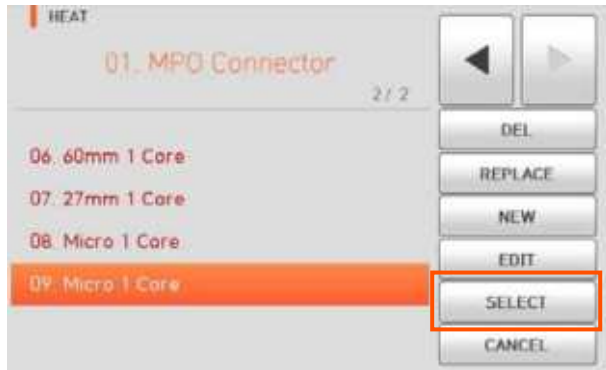 HEAT
01. MPO Connector
2/ 2
06. 60mm 1 Core
07. 27mm 1 Core
08. Micro 1 Core
09. Micro 1 Core
DEL
REPLACE
NEW
EDIT
SELECT
CANCEL